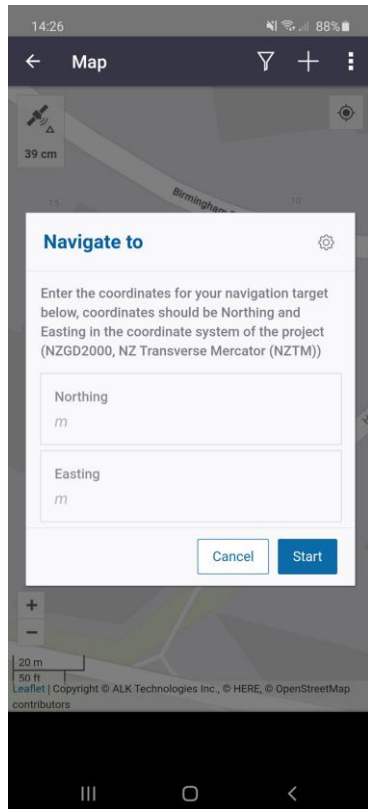 14:26
88%
Map
39 cm
15
10
Birmingham
Navigate to
Enter the coordinates for your navigation target
below, coordinates should be Northing and
Easting in the coordinate system of the project
(NZGD2000, NZ Transverse Mercator (NZTM))
Northing
m
Easting
m
Cancel
Start
+
−
20 m
50 ft
Leaflet | Copyright © ALK Technologies Inc., © HERE, © OpenStreetMap
contributors